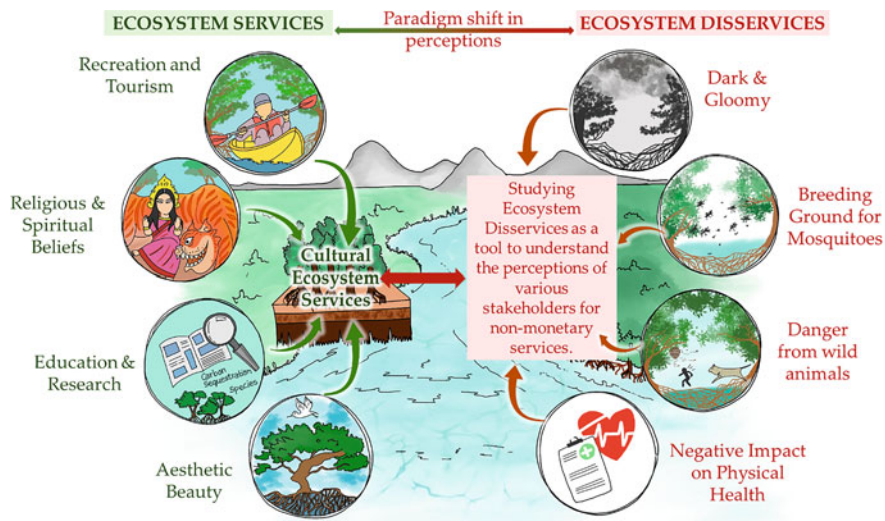 ECOSYSTEM SERVICES
Paradigm shift in
perceptions
ECOSYSTEM DISSERVICES
Recreation and
Tourism
Religious &
Spiritual
Beliefs
Education &
Research
Carbon
Sequestration
Species
Aesthetic
Beauty
Cultural
Ecosystem
Services
Studying
Ecosystem
Disservices as a
tool to understand
the perceptions of
various
stakeholders for
non-monetary
services.
Dark &
Gloomy
Breeding
Ground for
Mosquitoes
Danger
from wild
animals
Negative Impact
on Physical
Health